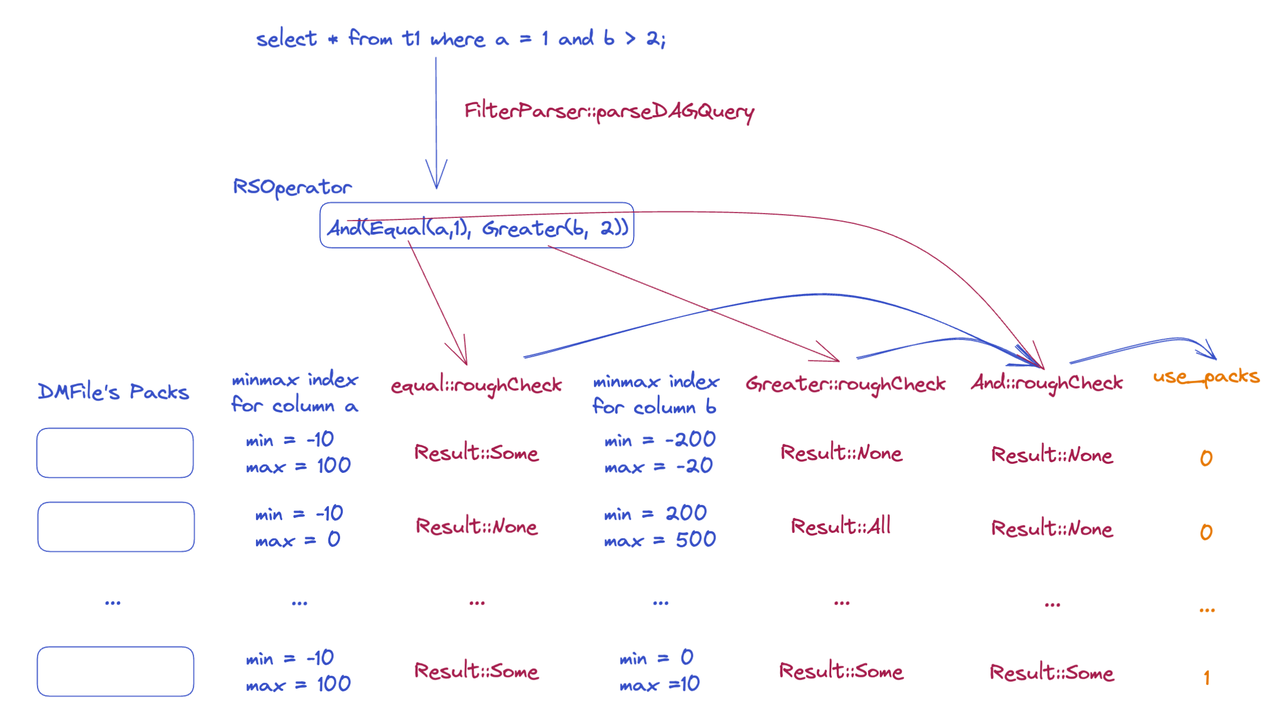 select * from t1 where a = 1 and b > 2;
FilterParser::parseDAGQuery
RSOperator
And(Equal(a,1), Greater(b, 2))
DMFile's Packs
minmax index
for column a
equal::roughCheck
minmax index
for column b
Greater::roughCheck
And::roughCheck
use_packs
min = -10
max = 100
Result::Some
min = -200
max = -20
Result::None
Result::None
0
min = -10
max = 0
Result::None
min = 200
max = 500
Result::All
Result::None
0
...
...
...
...
...
...
...
min = -10
max = 100
Result::Some
min = 0
max =10
Result::Some
Result::Some
1